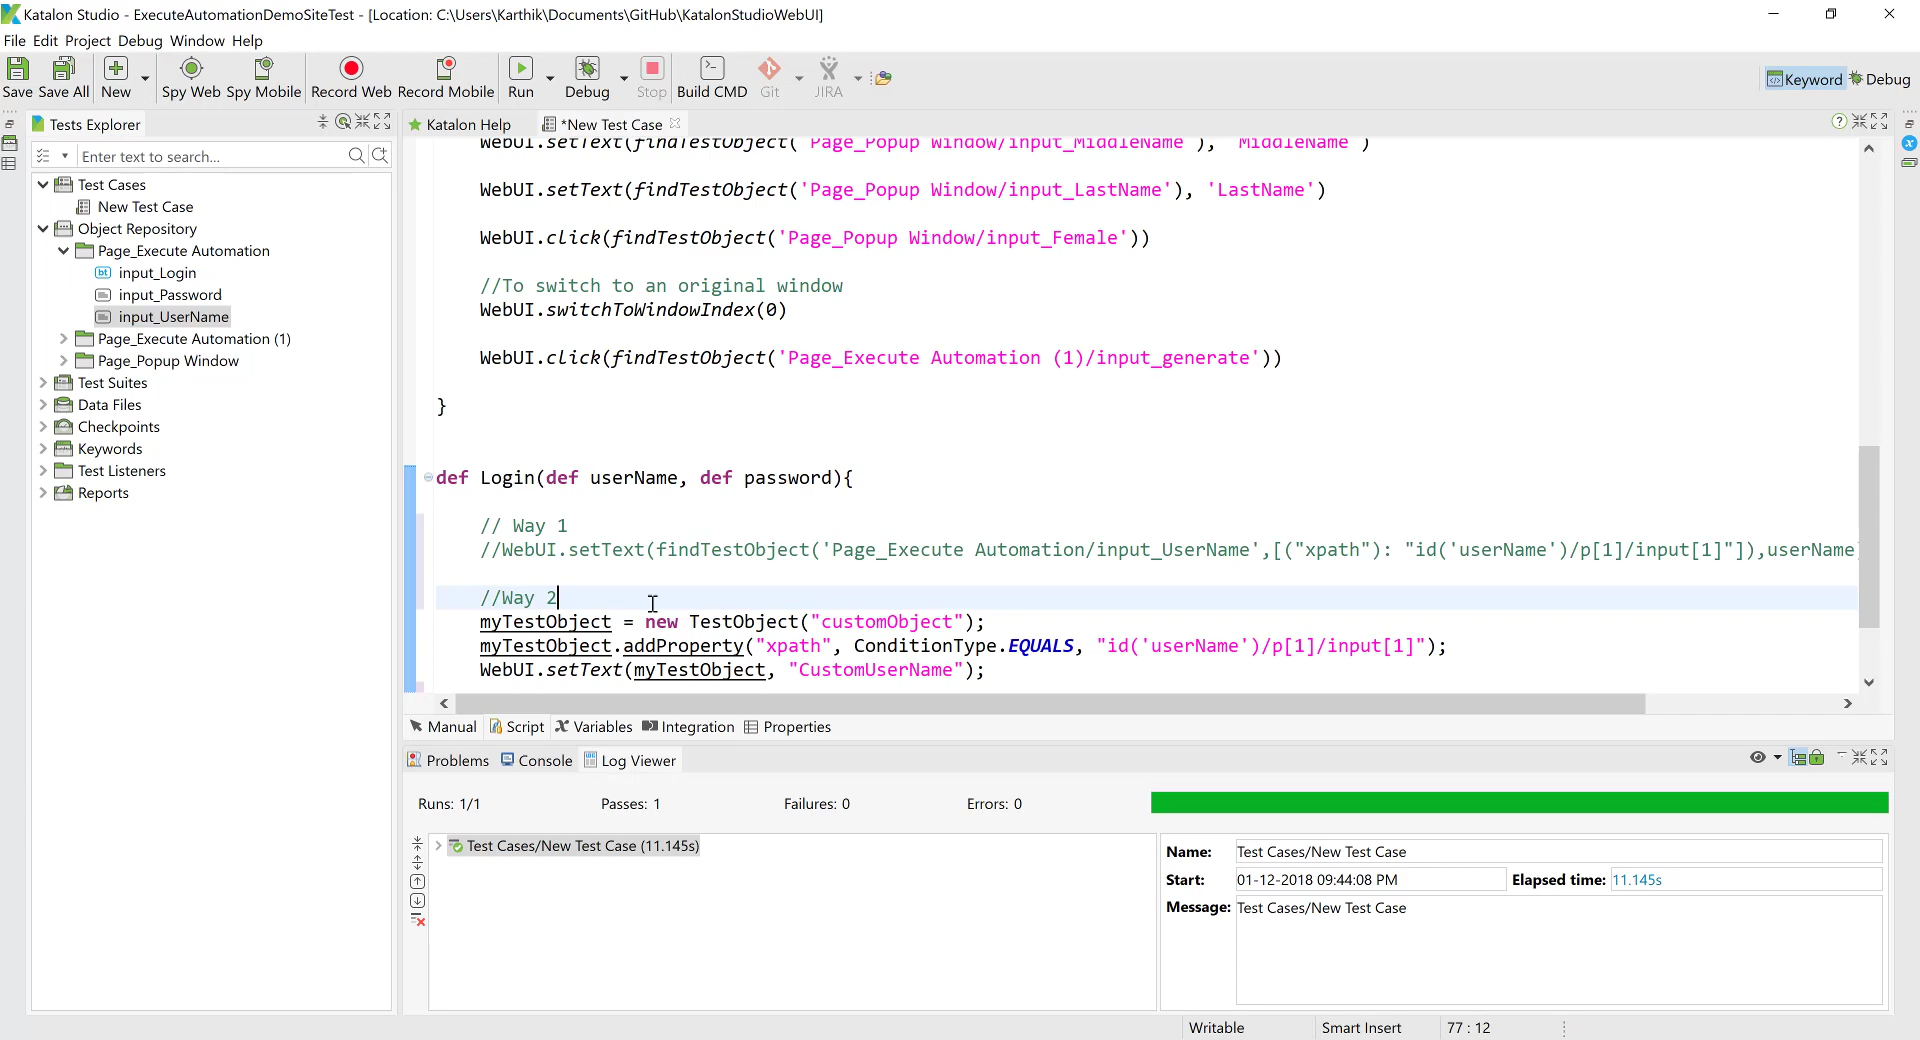 Katalon Studio - ExecuteAutomationDemoSiteTest - [Location: C:\Users\Karthik\Documents\GitHub\KatalonStudioWebUI]
File Edit Project Debug Window Help
Save Save All New Spy Web Spy Mobile Record Web Record Mobile Run Debug Stop Build CMD Git JIRA Keyword Debug
Tests Explorer
Enter text to search...
Test Cases
New Test Case
Object Repository
Page_Execute Automation
input_Login
input_Password
input_UserName
Page_Execute Automation (1)
Page_Popup Window
Test Suites
Data Files
Checkpoints
Keywords
Test Listeners
Reports
Katalon Help *New Test Case
WebUI.setText(findTestObject('Page_Popup Window/input_MiddleName'), 'MiddleName')
WebUI.setText(findTestObject('Page_Popup Window/input_LastName'), 'LastName')
WebUI.click(findTestObject('Page_Popup Window/input_Female'))
//To switch to an original window
WebUI.switchToWindowIndex(0)
WebUI.click(findTestObject('Page_Execute Automation (1)/input_generate'))
}
def Login(def userName, def password){
// Way 1
//WebUI.setText(findTestObject('Page_Execute Automation/input_UserName',[("xpath"): "id('userName')/p[1]/input[1]"]),userName
//Way 2
myTestObject = new TestObject("customObject");
myTestObject.addProperty("xpath", ConditionType.EQUALS, "id('userName')/p[1]/input[1]");
WebUI.setText(myTestObject, "CustomUserName");
Manual Script Variables Integration Properties
Problems Console Log Viewer
Runs: 1/1 Passes: 1 Failures: 0 Errors: 0
Test Cases/New Test Case (11.145s)
Name: Test Cases/New Test Case
Start: 01-12-2018 09:44:08 PM Elapsed time: 11.145s
Message: Test Cases/New Test Case
Writable Smart Insert 77 : 12